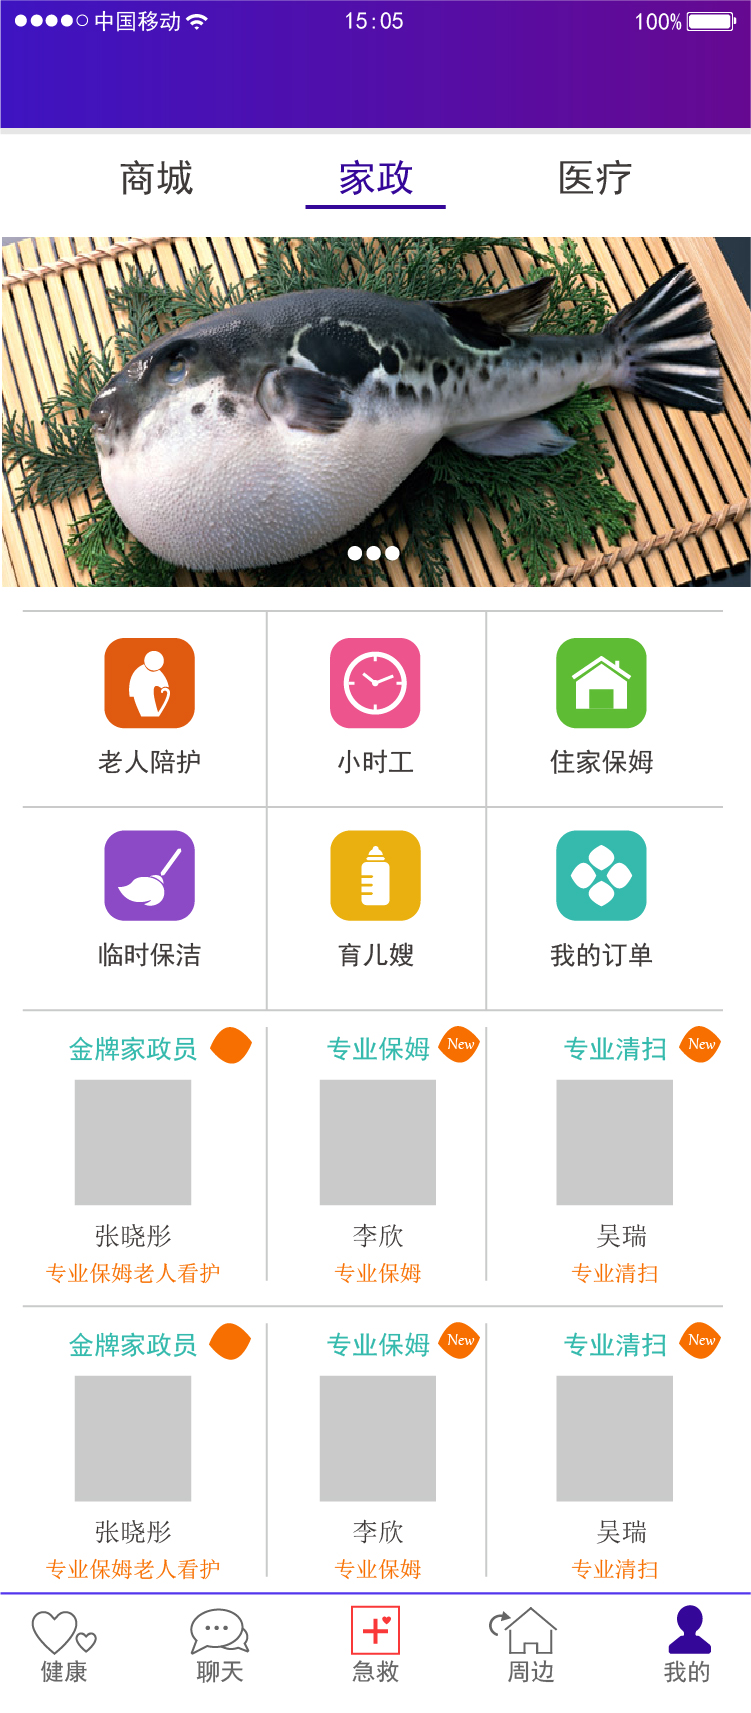 中国移动 15:05 100%
商城 家政 医疗
老人陪护 小时工 住家保姆
临时保洁 育儿嫂 我的订单
金牌家政员 专业保姆 New 专业清扫 New
张晓彤 李欣 吴瑞
专业保姆老人看护 专业保姆 专业清扫
金牌家政员 专业保姆 New 专业清扫 New
张晓彤 李欣 吴瑞
专业保姆老人看护 专业保姆 专业清扫
健康 聊天 急救 周边 我的